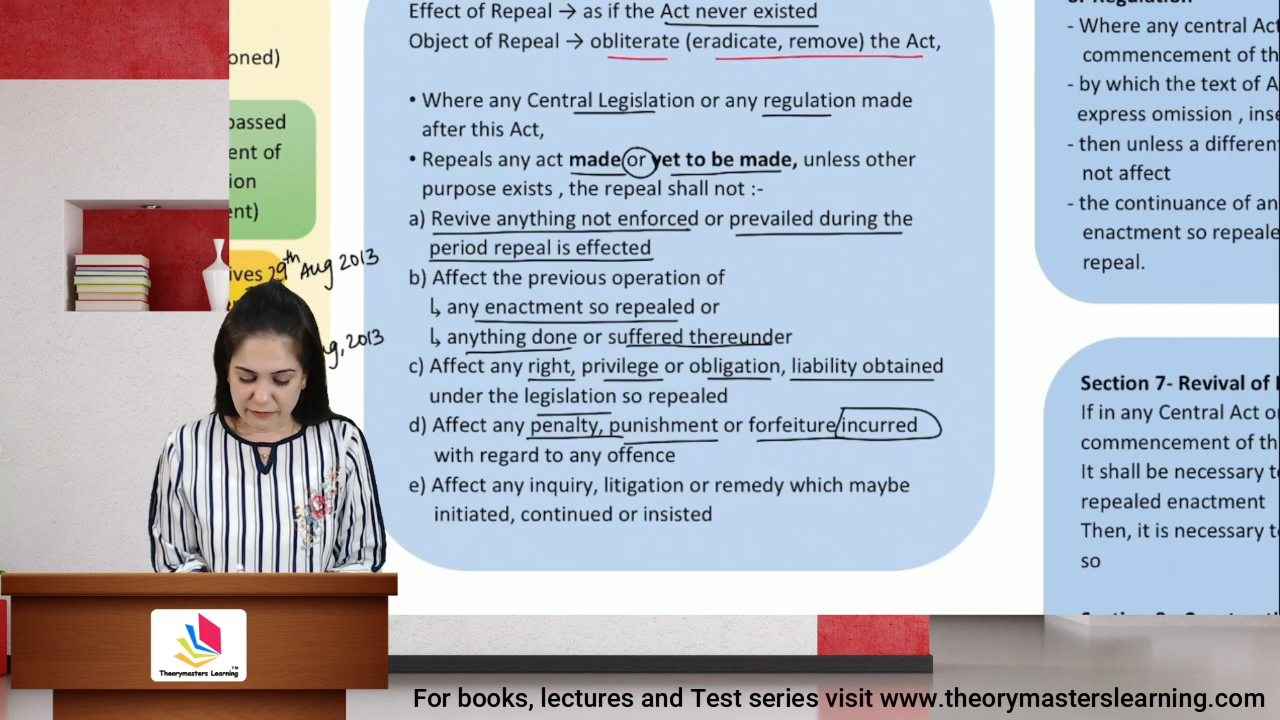 oned)
passed
ent of
ion
ent)
ives 29th Aug 2013
g, 2013
Effect of Repeal → as if the Act never existed
Object of Repeal → obliterate (eradicate, remove) the Act,
• Where any Central Legislation or any regulation made
after this Act,
• Repeals any act made or yet to be made, unless other
purpose exists , the repeal shall not :-
a) Revive anything not enforced or prevailed during the
period repeal is effected
b) Affect the previous operation of
↳ any enactment so repealed or
↳ anything done or suffered thereunder
c) Affect any right, privilege or obligation, liability obtained
under the legislation so repealed
d) Affect any penalty, punishment or forfeiture incurred
with regard to any offence
e) Affect any inquiry, litigation or remedy which maybe
initiated, continued or insisted
- Where any central Act
commencement of th
- by which the text of A
express omission , inse
- then unless a different
not affect
- the continuance of an
enactment so repeale
repeal.
Section 7- Revival of
If in any Central Act o
commencement of th
It shall be necessary t
repealed enactment
Then, it is necessary t
so
Theorymasters Learning™
For books, lectures and Test series visit www.theorymasterslearning.com